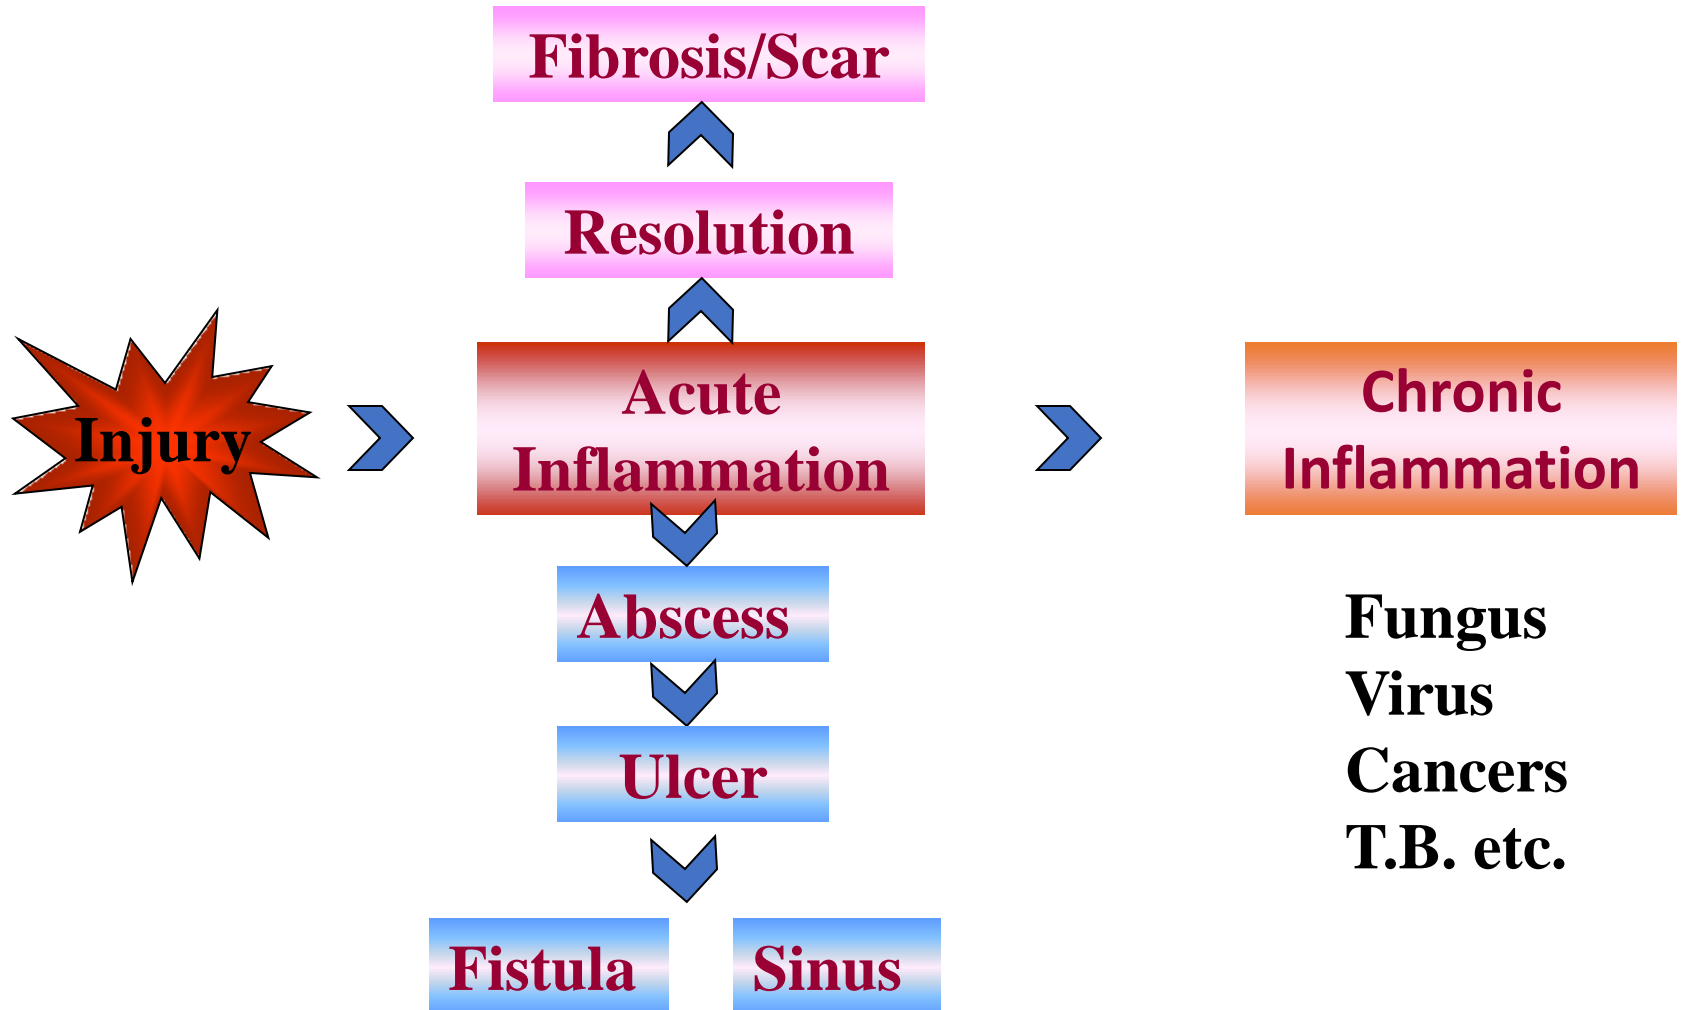 Fibrosis/Scar
Resolution
Injury
Acute
Inflammation
Chronic
Inflammation
Abscess
Ulcer
Fistula
Sinus
Fungus
Virus
Cancers
T.B. etc.